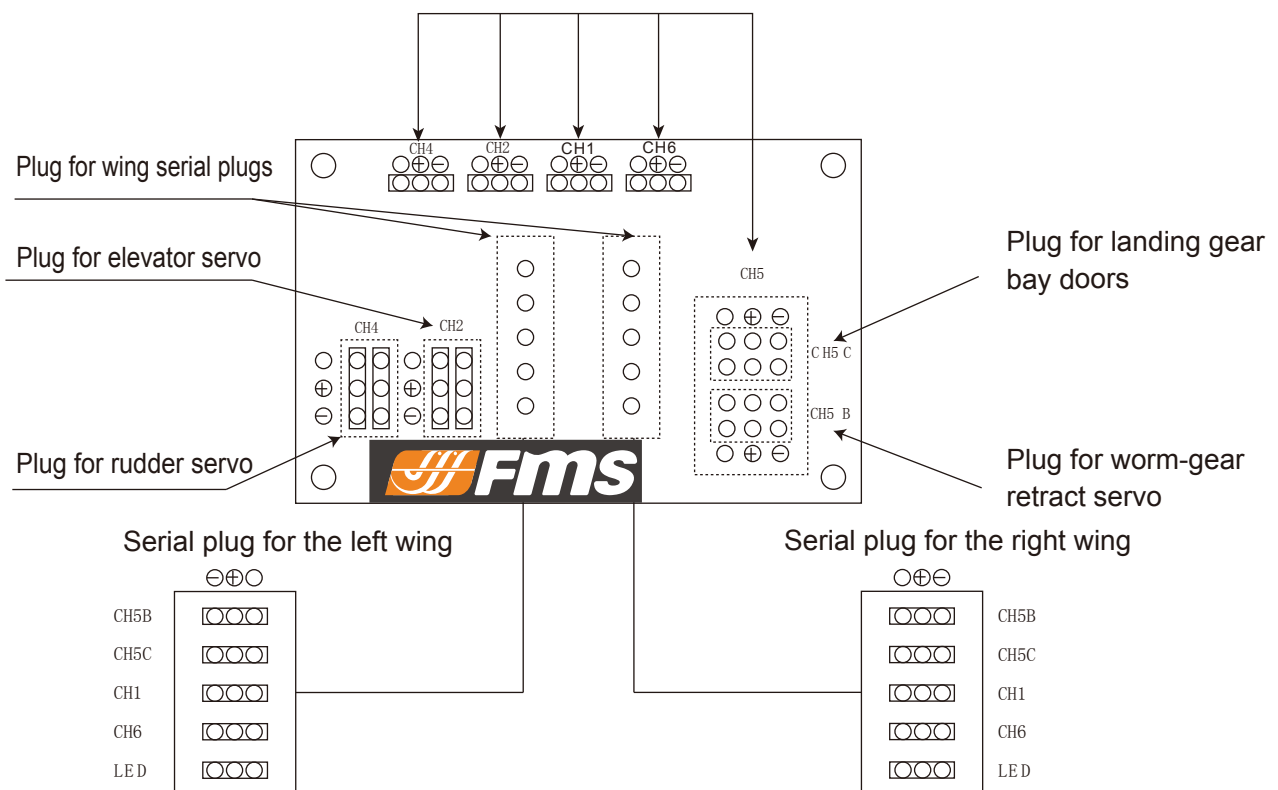 CH4 CH2 CH1 CH6
Plug for wing serial plugs
Plug for elevator servo
Plug for landing gear
bay doors
CH5
CH4 CH2
CH5 C
CH5 B
Plug for rudder servo
Plug for worm-gear
retract servo
Fms
Serial plug for the left wing
Serial plug for the right wing
CH5B
CH5C
CH1
CH6
LED
CH5B
CH5C
CH1
CH6
LED